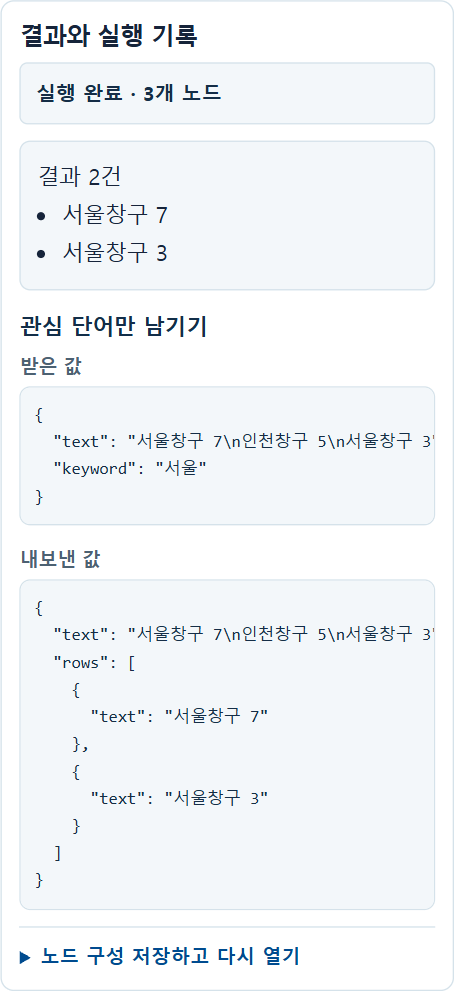 결과와 실행 기록
실행 완료 · 3개 노드
결과 2건
• 서울창구 7
• 서울창구 3
관심 단어만 남기기
받은 값
{
  "text": "서울창구 7\n인천창구 5\n서울창구 3"
  "keyword": "서울"
}
내보낸 값
{
  "text": "서울창구 7\n인천창구 5\n서울창구 3"
  "rows": [
    {
      "text": "서울창구 7"
    },
    {
      "text": "서울창구 3"
    }
  ]
}
▶ 노드 구성 저장하고 다시 열기